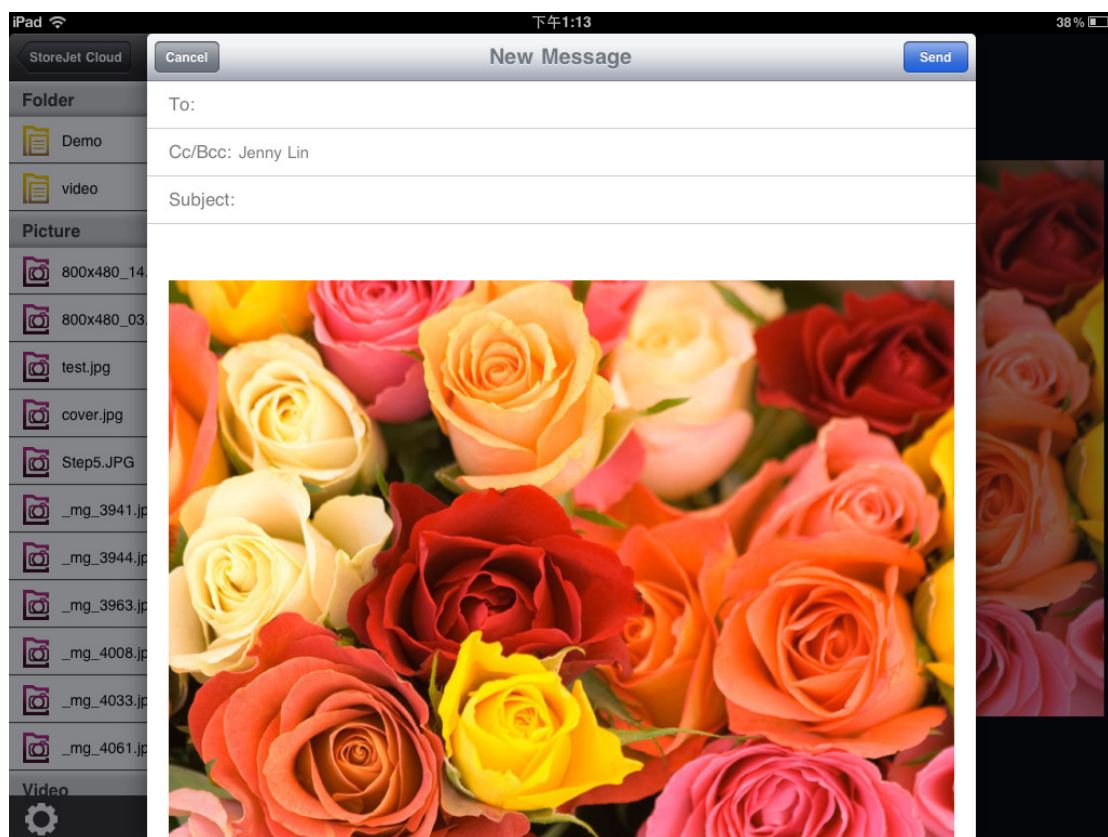 iPad 下午1:13 38%
StoreJet Cloud Cancel New Message Send
Folder
Demo
video
Picture
800x480_14.
800x480_03.
test.jpg
cover.jpg
Step5.JPG
_mg_3941.jp
_mg_3944.jp
_mg_3963.jp
_mg_4008.jp
_mg_4033.jp
_mg_4061.jp
Video
To:
Cc/Bcc: Jenny Lin
Subject: